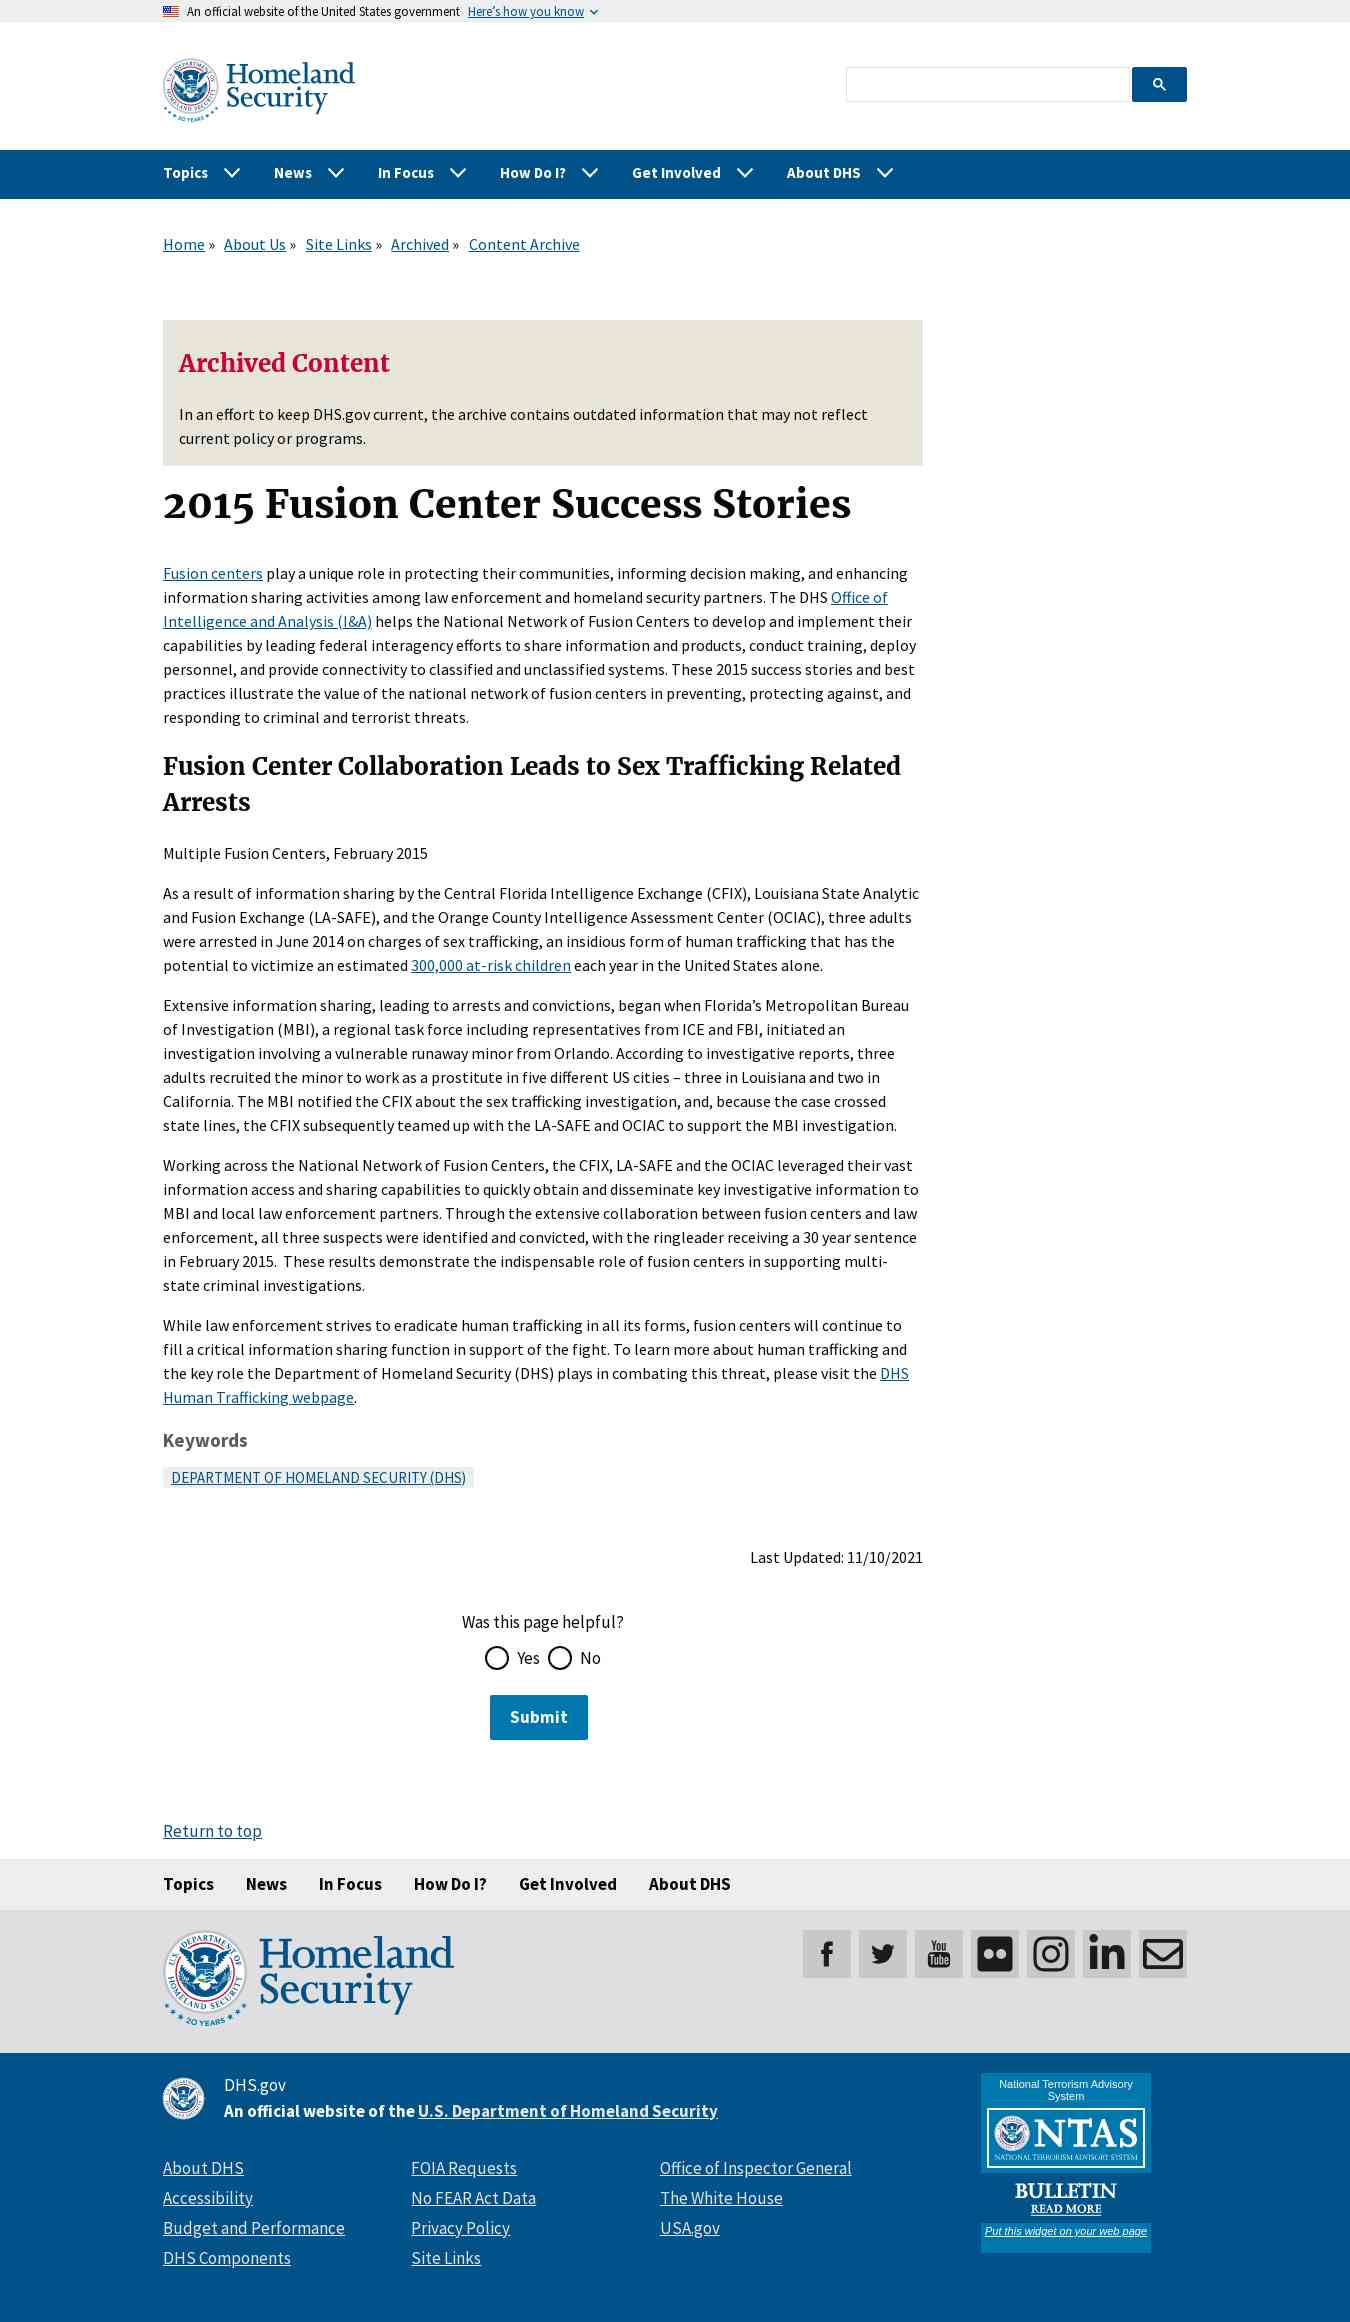 An official website of the United States government Here’s how you know
Homeland
Security
Topics News In Focus How Do I? Get Involved About DHS
Home » About Us » Site Links » Archived » Content Archive
Archived Content
In an effort to keep DHS.gov current, the archive contains outdated information that may not reflect
current policy or programs.
2015 Fusion Center Success Stories
Fusion centers play a unique role in protecting their communities, informing decision making, and enhancing
information sharing activities among law enforcement and homeland security partners. The DHS Office of
Intelligence and Analysis (I&A) helps the National Network of Fusion Centers to develop and implement their
capabilities by leading federal interagency efforts to share information and products, conduct training, deploy
personnel, and provide connectivity to classified and unclassified systems. These 2015 success stories and best
practices illustrate the value of the national network of fusion centers in preventing, protecting against, and
responding to criminal and terrorist threats.
Fusion Center Collaboration Leads to Sex Trafficking Related
Arrests
Multiple Fusion Centers, February 2015
As a result of information sharing by the Central Florida Intelligence Exchange (CFIX), Louisiana State Analytic
and Fusion Exchange (LA-SAFE), and the Orange County Intelligence Assessment Center (OCIAC), three adults
were arrested in June 2014 on charges of sex trafficking, an insidious form of human trafficking that has the
potential to victimize an estimated 300,000 at-risk children each year in the United States alone.
Extensive information sharing, leading to arrests and convictions, began when Florida’s Metropolitan Bureau
of Investigation (MBI), a regional task force including representatives from ICE and FBI, initiated an
investigation involving a vulnerable runaway minor from Orlando. According to investigative reports, three
adults recruited the minor to work as a prostitute in five different US cities – three in Louisiana and two in
California. The MBI notified the CFIX about the sex trafficking investigation, and, because the case crossed
state lines, the CFIX subsequently teamed up with the LA-SAFE and OCIAC to support the MBI investigation.
Working across the National Network of Fusion Centers, the CFIX, LA-SAFE and the OCIAC leveraged their vast
information access and sharing capabilities to quickly obtain and disseminate key investigative information to
MBI and local law enforcement partners. Through the extensive collaboration between fusion centers and law
enforcement, all three suspects were identified and convicted, with the ringleader receiving a 30 year sentence
in February 2015.  These results demonstrate the indispensable role of fusion centers in supporting multi-
state criminal investigations.
While law enforcement strives to eradicate human trafficking in all its forms, fusion centers will continue to
fill a critical information sharing function in support of the fight. To learn more about human trafficking and
the key role the Department of Homeland Security (DHS) plays in combating this threat, please visit the DHS
Human Trafficking webpage.
Keywords
DEPARTMENT OF HOMELAND SECURITY (DHS)
Last Updated: 11/10/2021
Was this page helpful?
Yes No
Submit
Return to top
Topics News In Focus How Do I? Get Involved About DHS
U.S. DEPARTMENT OF
HOMELAND SECURITY
20 YEARS
Homeland
Security
You
Tube
DHS.gov
An official website of the U.S. Department of Homeland Security
About DHS FOIA Requests Office of Inspector General
Accessibility No FEAR Act Data The White House
Budget and Performance Privacy Policy USA.gov
DHS Components Site Links
National Terrorism Advisory
System
NTAS
NATIONAL TERRORISM ADVISORY SYSTEM
BULLETIN
READ MORE
Put this widget on your web page